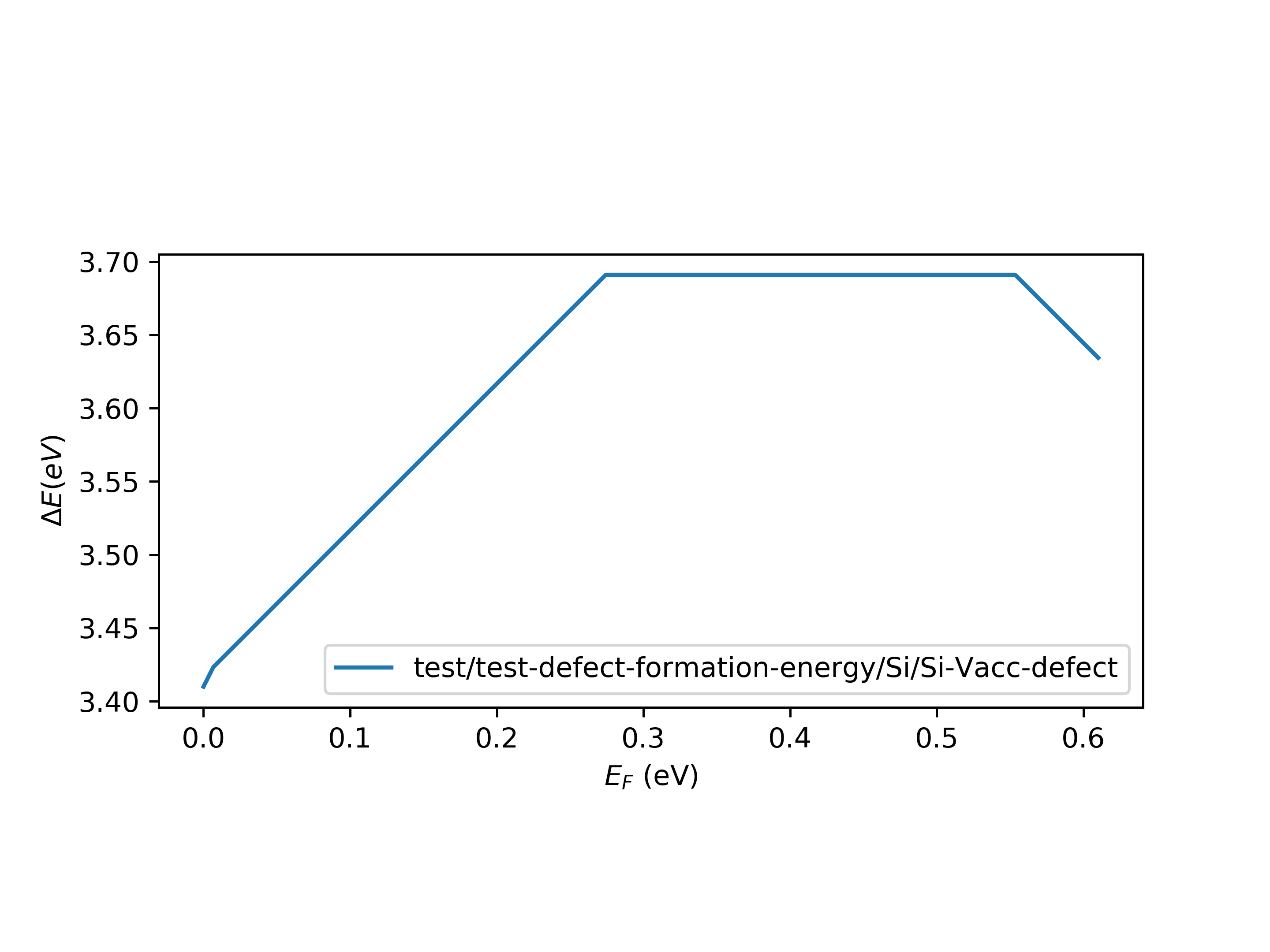 3.70
3.65
3.60
3.55
3.50
3.45
3.40
ΔE(eV)
test/test-defect-formation-energy/Si/Si-Vacc-defect
0.0 0.1 0.2 0.3 0.4 0.5 0.6
E_F (eV)